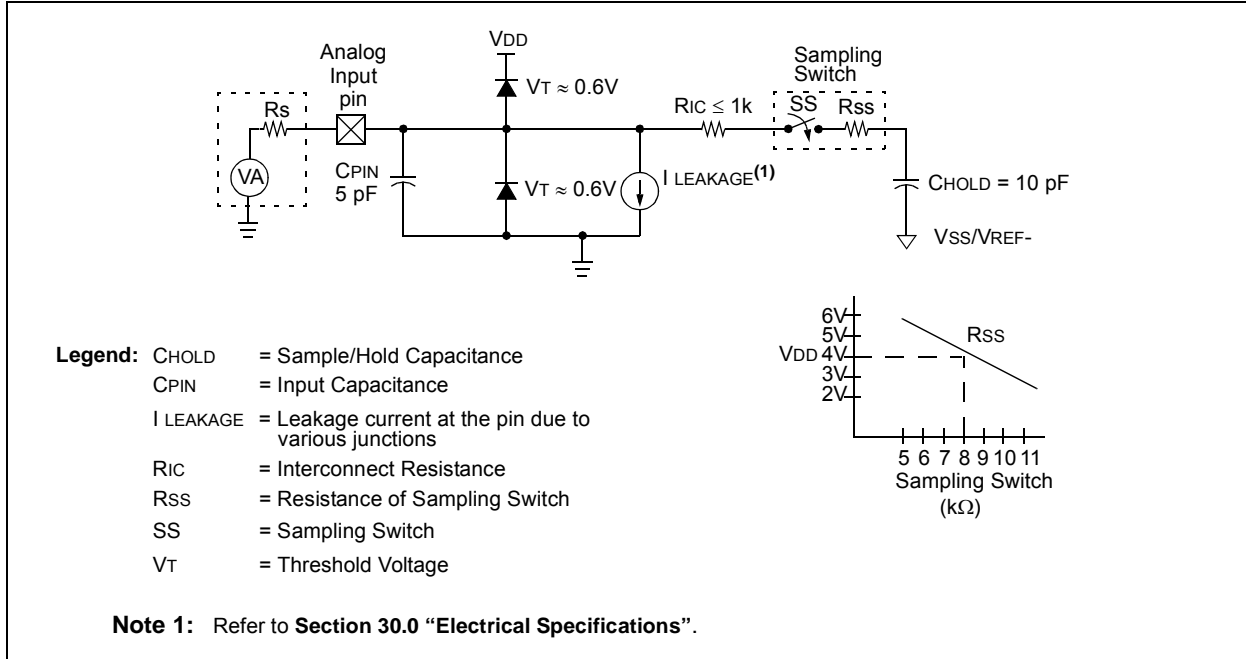 VDD
Analog
Input
pin
Sampling
Switch
Rs
VT ≈ 0.6V
RIC ≤ 1k
SS
Rss
VA
CPIN
5 pF
VT ≈ 0.6V
I LEAKAGE(1)
CHOLD = 10 pF
VSS/VREF-
Legend: CHOLD = Sample/Hold Capacitance
CPIN = Input Capacitance
I LEAKAGE = Leakage current at the pin due to
various junctions
RIC = Interconnect Resistance
RSS = Resistance of Sampling Switch
SS = Sampling Switch
VT = Threshold Voltage
6V
5V
VDD 4V
3V
2V
RSS
5 6 7 8 9 10 11
Sampling Switch
(kΩ)
Note 1: Refer to Section 30.0 “Electrical Specifications”.